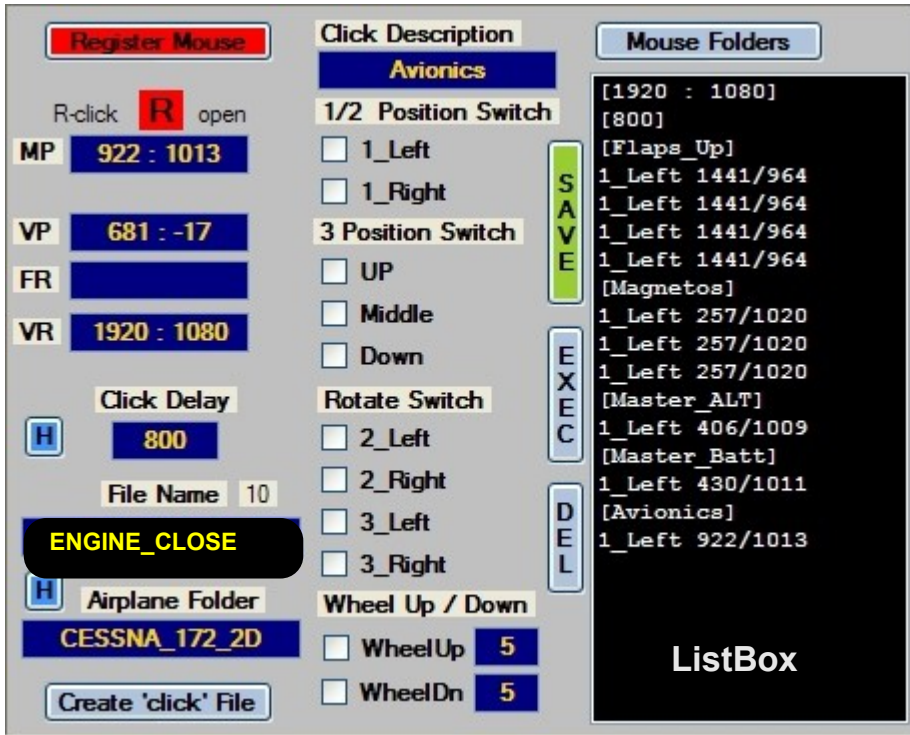 Register Mouse
R-click R open
MP 922 : 1013
VP 681 : -17
FR
VR 1920 : 1080
Click Delay
H 800
File Name 10
ENGINE_CLOSE
H Airplane Folder
CESSNA_172_2D
Create 'click' File
Click Description
Avionics
1/2 Position Switch
1_Left
1_Right
3 Position Switch
UP
Middle
Down
Rotate Switch
2_Left
2_Right
3_Left
3_Right
Wheel Up / Down
WheelUp 5
WheelDn 5
SAVE
EXEC
DEL
Mouse Folders
[1920 : 1080]
[800]
[Flaps_Up]
1_Left 1441/964
1_Left 1441/964
1_Left 1441/964
1_Left 1441/964
[Magnetos]
1_Left 257/1020
1_Left 257/1020
1_Left 257/1020
[Master_ALT]
1_Left 406/1009
[Master_Batt]
1_Left 430/1011
[Avionics]
1_Left 922/1013
ListBox